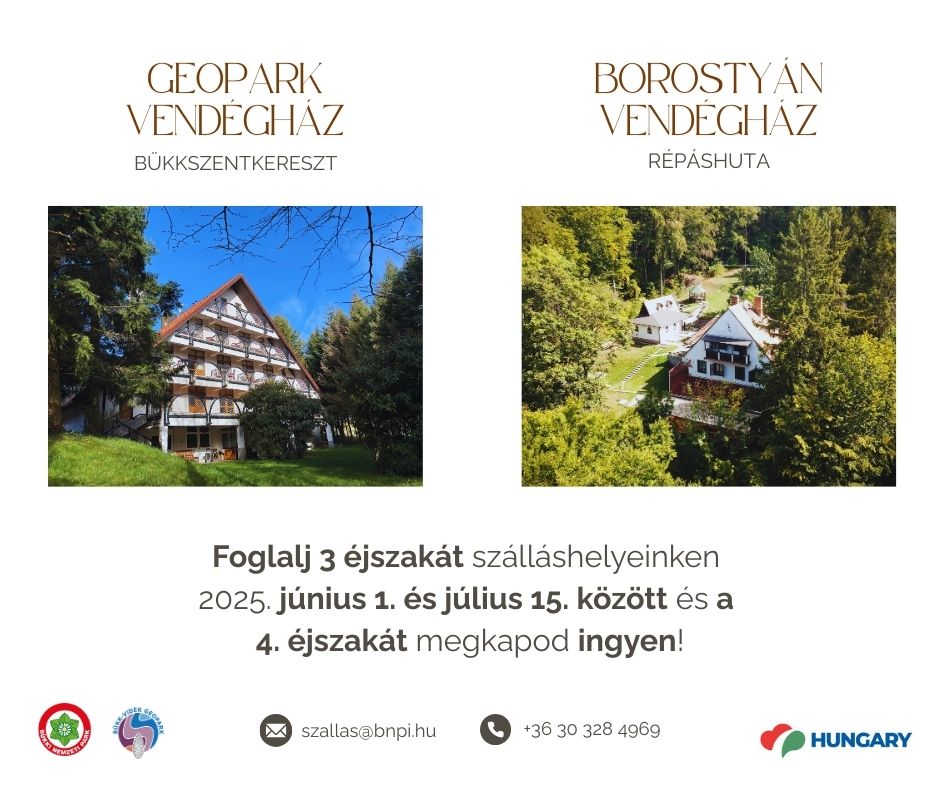 GEOPARK
VENDÉGHÁZ
BÜKKSZENTKERESZT
BOROSTYÁN
VENDÉGHÁZ
RÉPÁSHUTA
Foglalj 3 éjszakát szálláshelyeinken
2025. június 1. és július 15. között és a
4. éjszakát megkapod ingyen!
BÜKKI NEMZETI PARK
BÜKK-VIDÉK GEOPARK
szallas@bnpi.hu
+36 30 328 4969
HUNGARY